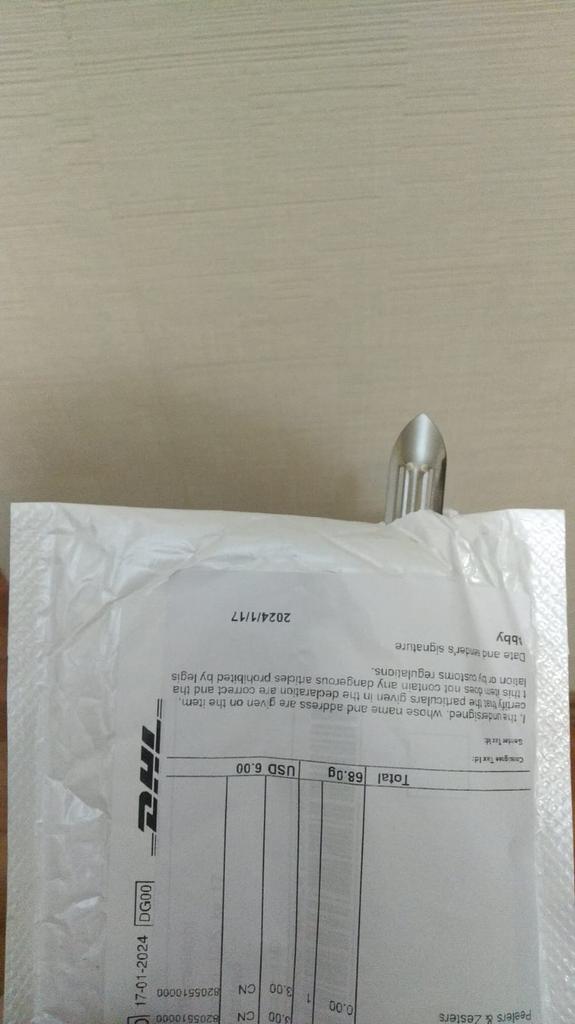 Peelers & Zesters 3.00 CN 8205510000
0.00 1 3.00 CN 8205510000
Total 68.0g USD 6.00
Consignee Tax Id:
Sender Tax Id:
I, the undersigned, whose name and address are given on the item,
certify that the particulars given in the declaration are correct and tha
t this item does not contain any dangerous articles prohibited by legis
lation or by customs regulations.
Date and sender's signature
bby
2024/1/17
17-01-2024 DG00
DHL